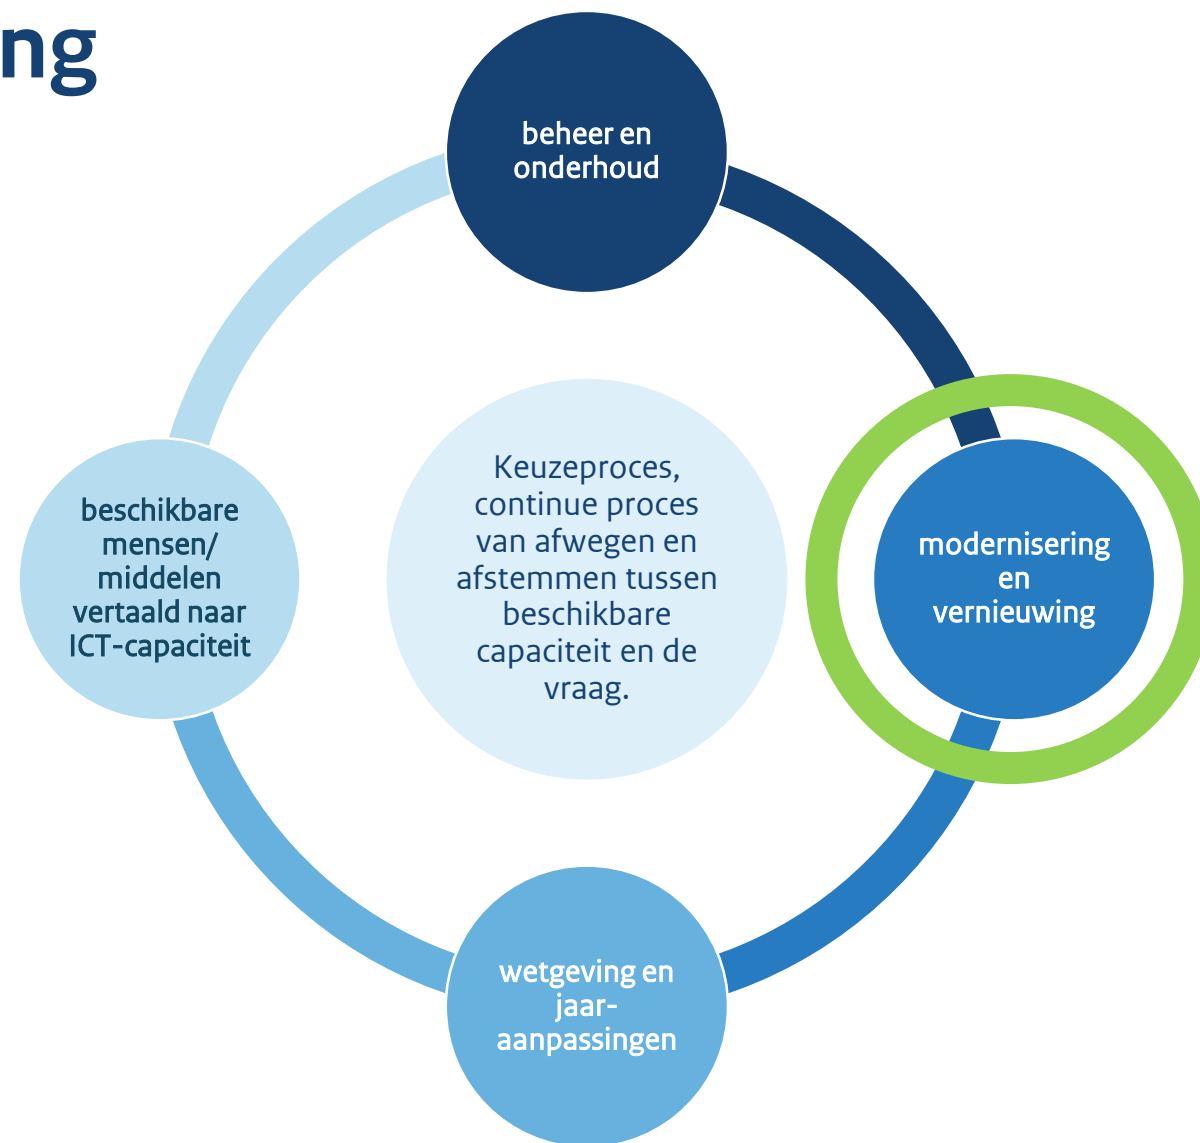 ng
beheer en
onderhoud
Keuzeproces,
continue proces
van afwegen en
afstemmen tussen
beschikbare
capaciteit en de
vraag.
beschikbare
mensen/
middelen
vertaald naar
ICT-capaciteit
modernisering
en
vernieuwing
wetgeving en
jaar-
aanpassingen